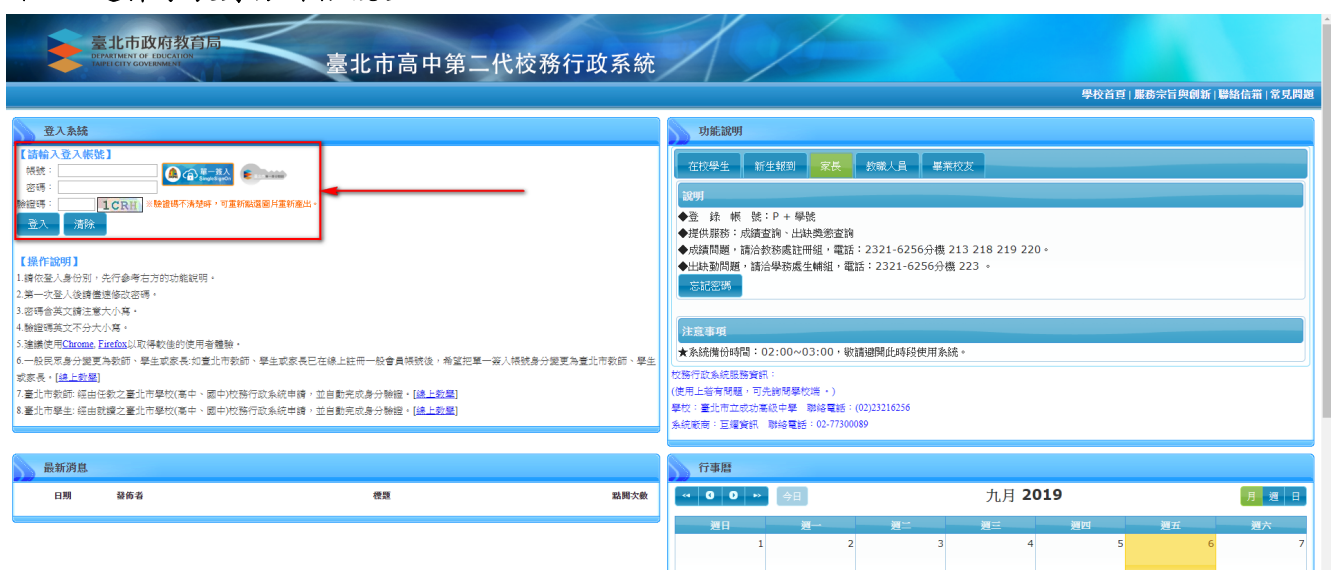 臺北市政府教育局
DEPARTMENT OF EDUCATION
TAIPEI CITY GOVERNMENT
臺北市高中第二代校務行政系統
學校首頁 | 服務宗旨與創新 | 聯絡信箱 | 常見問題
登入系統
【請輸入登入帳號】
帳號：
單一簽入
密碼：
驗證碼：
1CRH
※驗證碼不清楚時，可重新點選圖片重新產出。
登入 清除
【操作說明】
1.請依登入身份別，先行參考右方的功能說明。
2.第一次登入後請儘速修改密碼。
3.密碼含英文請注意大小寫。
4.驗證碼英文不分大小寫。
5.建議使用Chrome, Firefox以取得較佳的使用者體驗。
6.一般民眾身分變更為教師、學生或家長:如臺北市教師、學生或家長已在線上註冊一般會員帳號後，希望把單一簽入帳號身分變更為臺北市教師、學生
或家長。[線上教學]
7.臺北市教師: 經由任教之臺北市學校(高中、國中)校務行政系統申請，並自動完成身分驗證。[線上教學]
8.臺北市學生: 經由就讀之臺北市學校(高中、國中)校務行政系統申請，並自動完成身分驗證。[線上教學]
功能說明
在校學生 新生報到 家長 教職人員 畢業校友
說明
◆登 錄 帳 號：P + 學號
◆提供服務：成績查詢、出缺獎懲查詢
◆成績問題，請洽教務處註冊組，電話：2321-6256分機 213 218 219 220。
◆出缺勤問題，請洽學務處生輔組，電話：2321-6256分機 223 。
忘記密碼
注意事項
★系統備份時間：02:00~03:00，敬請避開此時段使用系統。
校務行政系統服務資訊：
(使用上若有問題，可先詢問學校端。)
學校：臺北市立成功高級中學 聯絡電話：(02)23216256
系統廠商：亘耀資訊 聯絡電話：02-77300089
最新消息
日期 發佈者 標題 點閱次數
行事曆
今日 九月 2019 月 週 日
週日 週一 週二 週三 週四 週五 週六
1 2 3 4 5 6 7